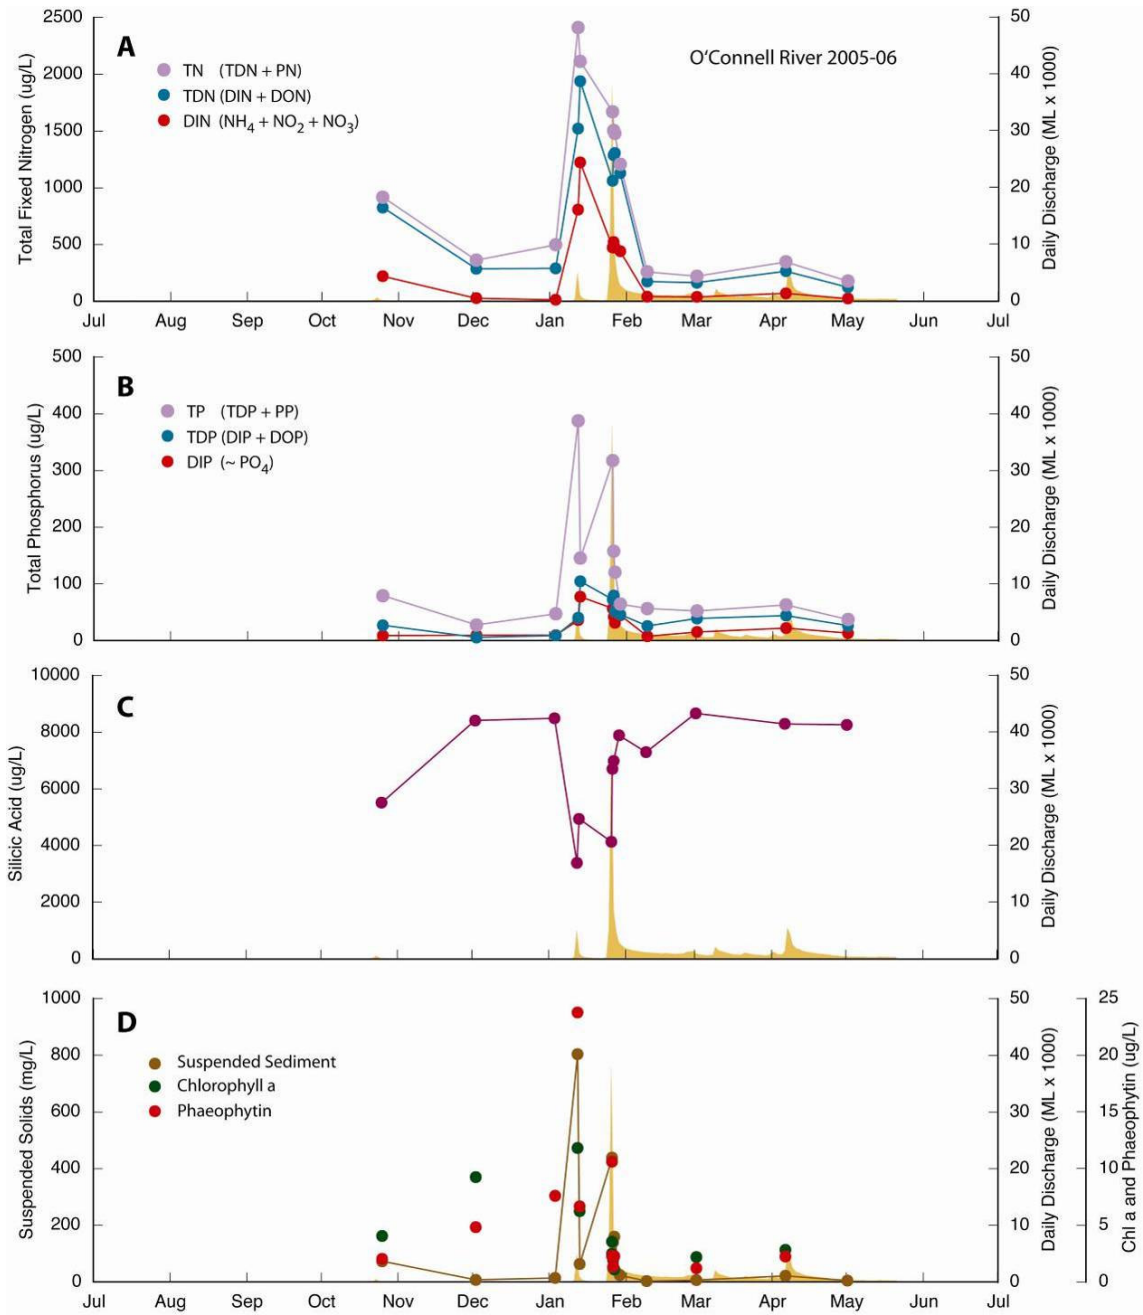 A
O'Connell River 2005-06
TN (TDN + PN)
TDN (DIN + DON)
DIN (NH4 + NO2 + NO3)
Total Fixed Nitrogen (ug/L)
2500
2000
1500
1000
500
0
Daily Discharge (ML x 1000)
50
40
30
20
10
0
Jul Aug Sep Oct Nov Dec Jan Feb Mar Apr May Jun Jul
B
TP (TDP + PP)
TDP (DIP + DOP)
DIP (~ PO4)
Total Phosphorus (ug/L)
500
400
300
200
100
0
Daily Discharge (ML x 1000)
50
40
30
20
10
0
C
Silicic Acid (ug/L)
10000
8000
6000
4000
2000
0
Daily Discharge (ML x 1000)
50
40
30
20
10
0
D
Suspended Sediment
Chlorophyll a
Phaeophytin
Suspended Solids (mg/L)
1000
800
600
400
200
0
Daily Discharge (ML x 1000)
50
40
30
20
10
0
Chl a and Phaeophytin (ug/L)
25
20
15
10
5
0
Jul Aug Sep Oct Nov Dec Jan Feb Mar Apr May Jun Jul